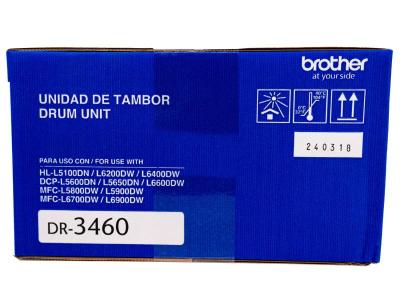 brother
at your side
UNIDAD DE TAMBOR
DRUM UNIT
PARA USO CON / FOR USE WITH
HL-L5100DN / L6200DW / L6400DW
DCP-L5600DN / L5650DN / L6600DW
MFC-L5800DW / L5900DW
MFC-L6700DW / L6900DW
DR-3460
240318